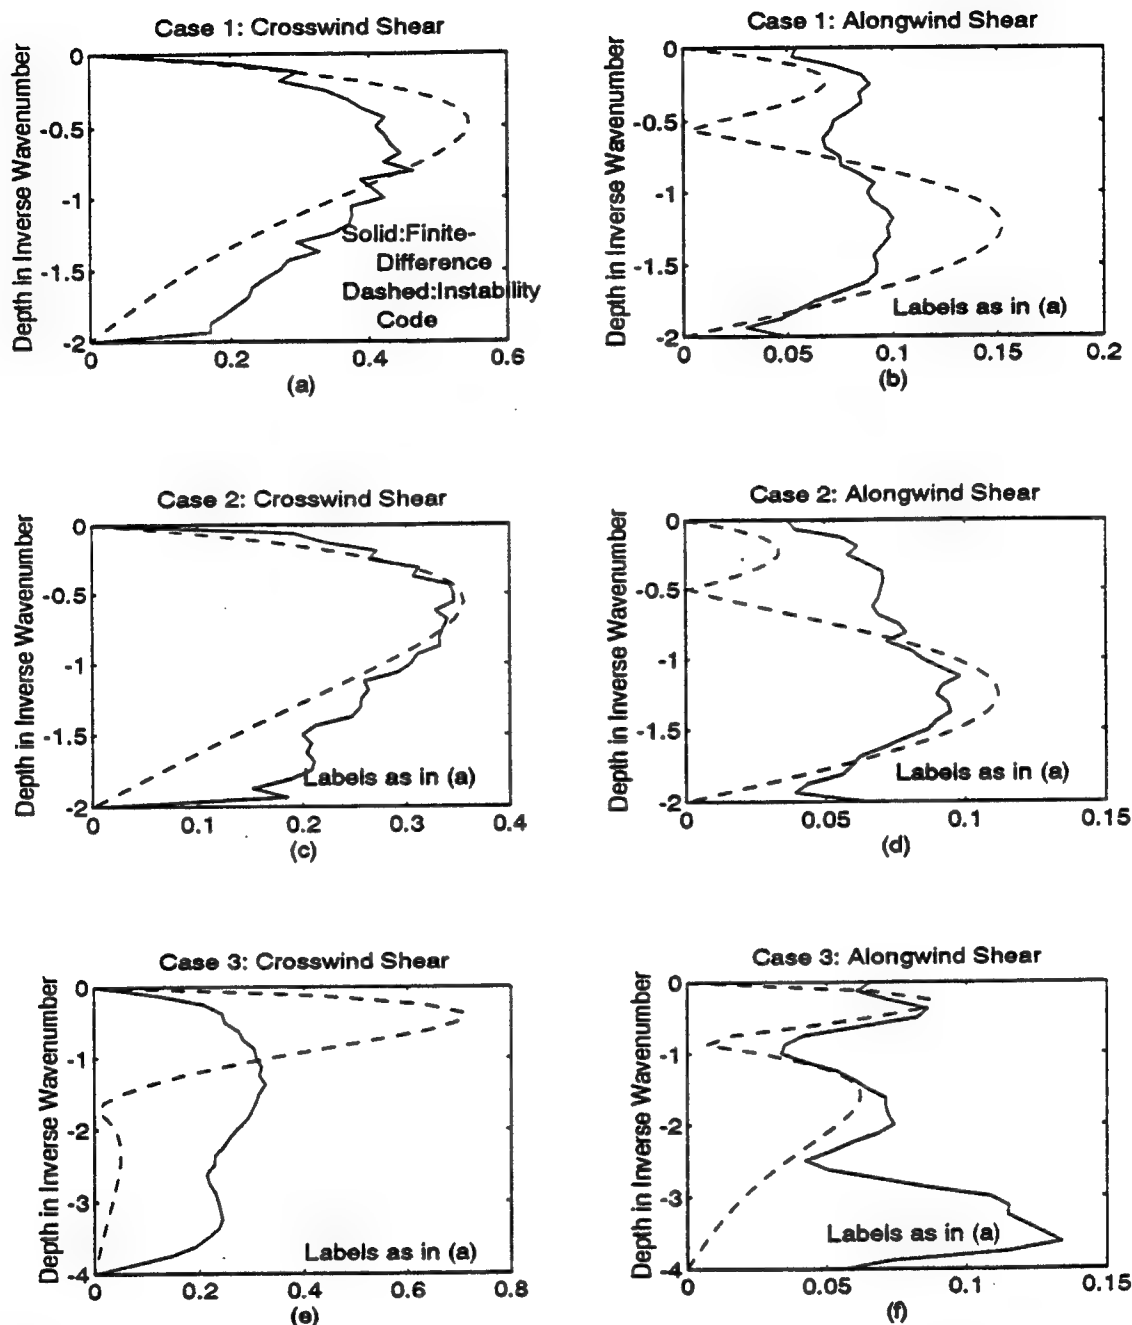 Case 1: Crosswind Shear
Depth in Inverse Wavenumber
0
-0.5
-1
-1.5
-2
0
0.2
0.4
0.6
Solid:Finite-
Difference
Dashed:Instability
Code
(a)
Case 1: Alongwind Shear
Depth in Inverse Wavenumber
0
-0.5
-1
-1.5
-2
0
0.05
0.1
0.15
0.2
Labels as in (a)
(b)
Case 2: Crosswind Shear
Depth in Inverse Wavenumber
0
-0.5
-1
-1.5
-2
0
0.1
0.2
0.3
0.4
Labels as in (a)
(c)
Case 2: Alongwind Shear
Depth in Inverse Wavenumber
0
-0.5
-1
-1.5
-2
0
0.05
0.1
0.15
Labels as in (a)
(d)
Case 3: Crosswind Shear
Depth in Inverse Wavenumber
0
-1
-2
-3
-4
0
0.2
0.4
0.6
0.8
Labels as in (a)
(e)
Case 3: Alongwind Shear
Depth in Inverse Wavenumber
0
-1
-2
-3
-4
0
0.05
0.1
0.15
Labels as in (a)
(f)